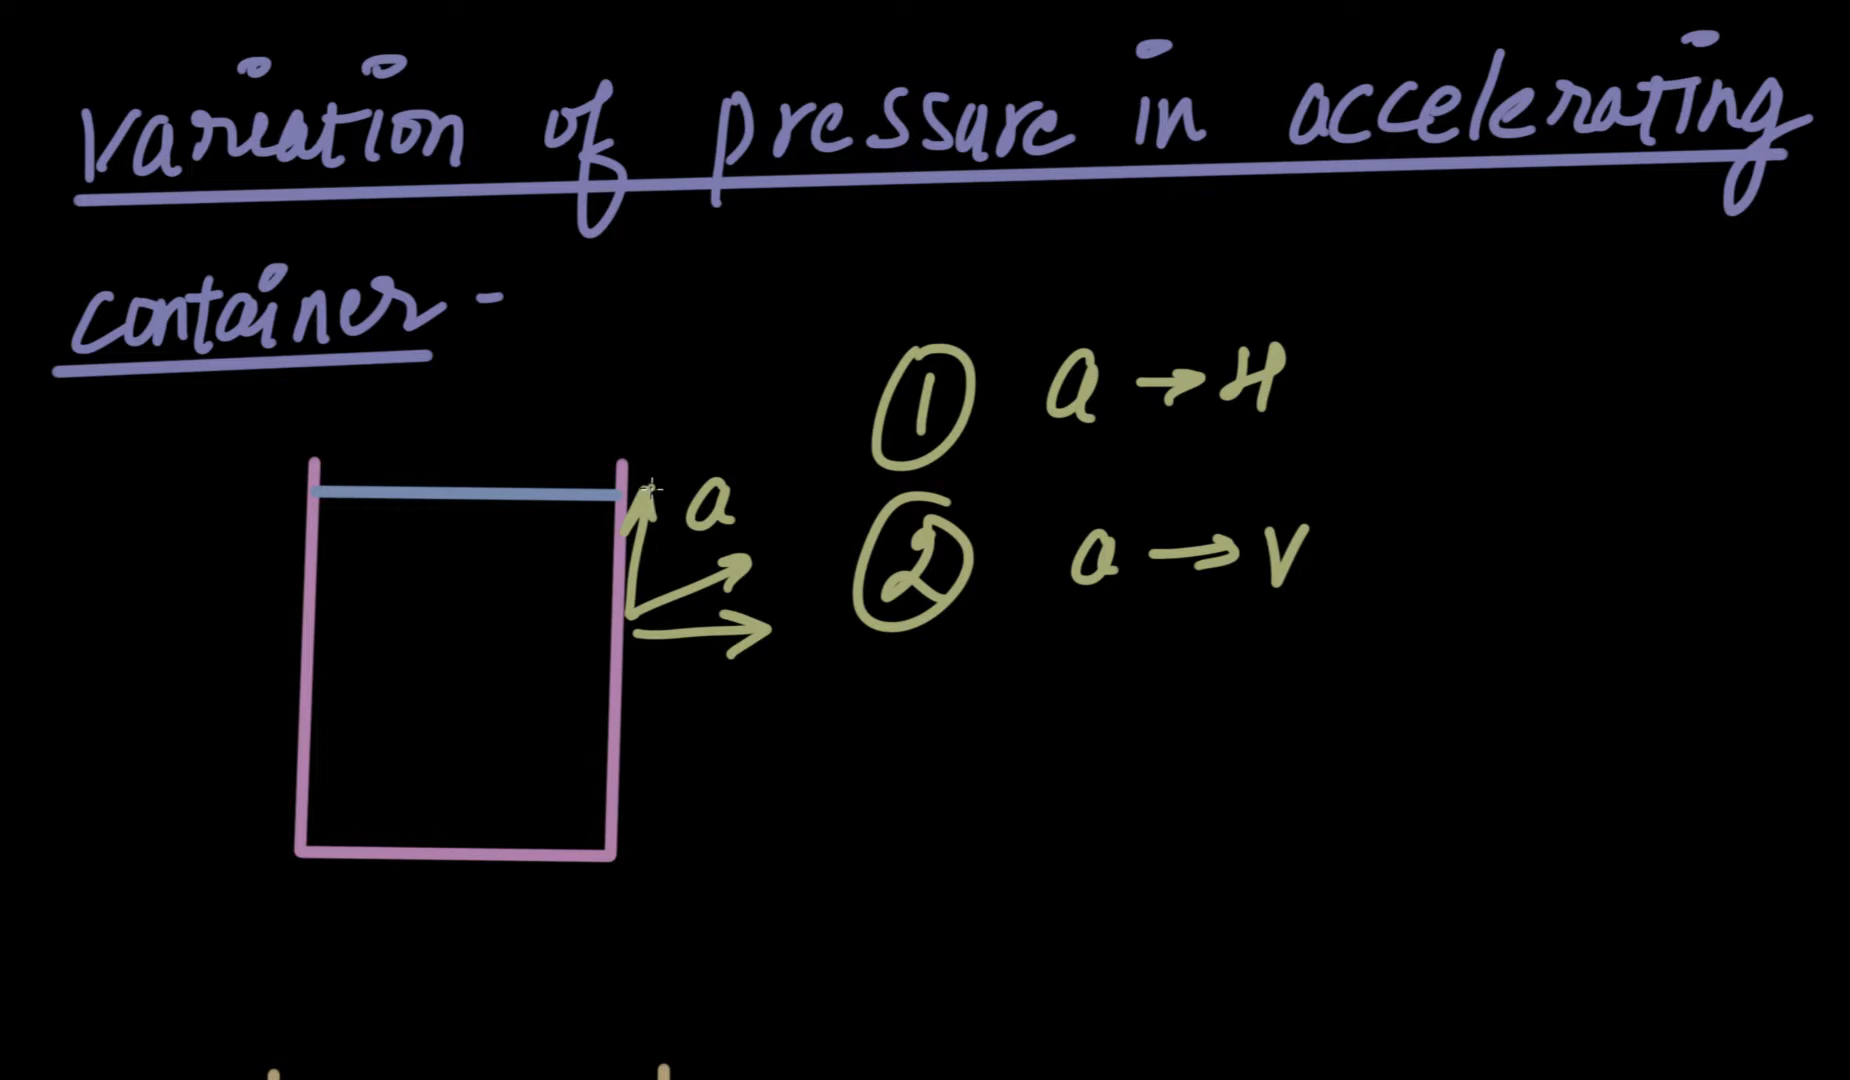 Variation of pressure in accelerating
container -
① a → H
a
② a → V